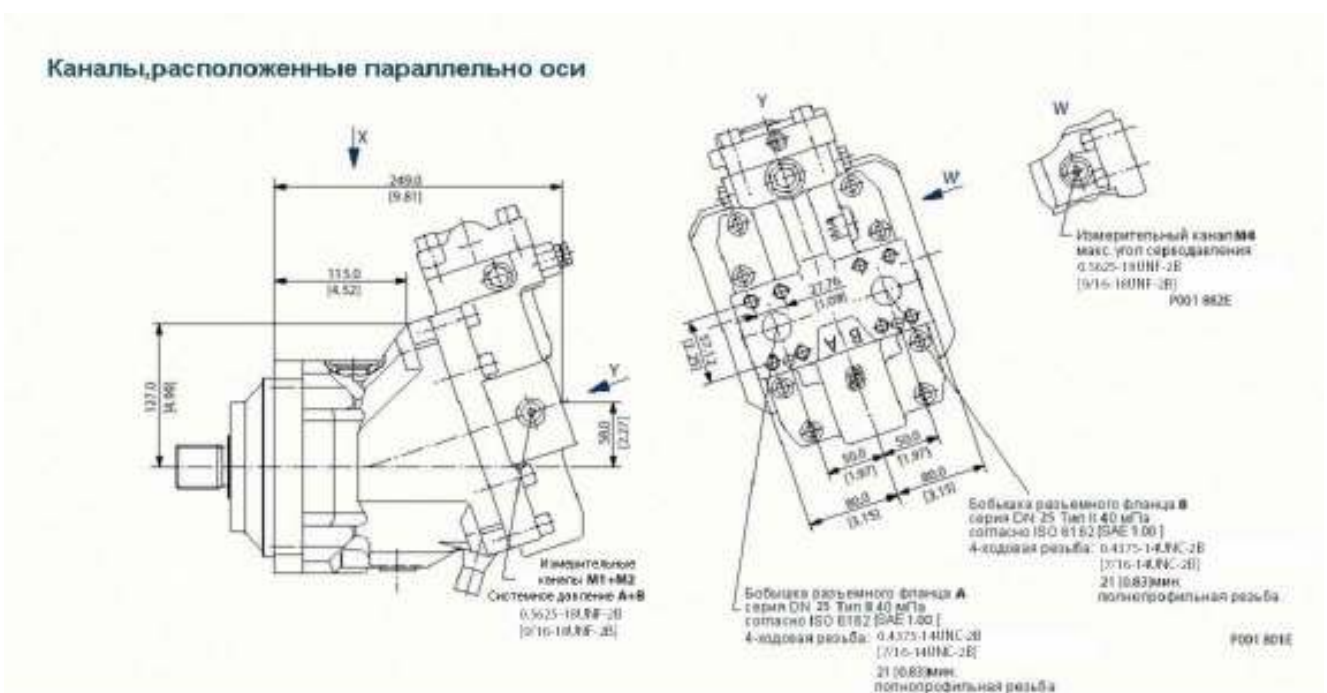 Каналы,расположенные параллельно оси
X
249.0
[9.81]
115.0
[4.52]
127.0
[4.99]
Y
58.0
[2.27]
Измерительные
каналы M1+M2
Системное давление A+B
0.5625-18UNF-2B
[9/16-18UNF-2B]
Y
W
27.76
[1.09]
57.17
A B
50.0
[1.97]
50.0
[1.97]
80.0
[3.15]
80.0
[3.15]
W
Измерительный канал M4
макс. угол серводавления
0.5625-18UNF-2B
[9/16-18UNF-2B]
P001 882E
Бобышка разъемного фланца B
серия DN 25 Тип II 40 мПа
согласно ISO 6162 [SAE 1.00 ]
4-ходовая резьба: 0.4375-14UNC-2B
[7/16-14UNC-2B]
21 [0.83]мин.
полнопрофильная резьба
Бобышка разъемного фланца A
серия DN 25 Тип II 40 мПа
согласно ISO 6162 [SAE 1.00 [
4-ходовая резьба: 0.4375-14UNC-2B
[7/16-14UNC-2B]
21 [0.83]мин.
полнопрофильная резьба
P001 801E